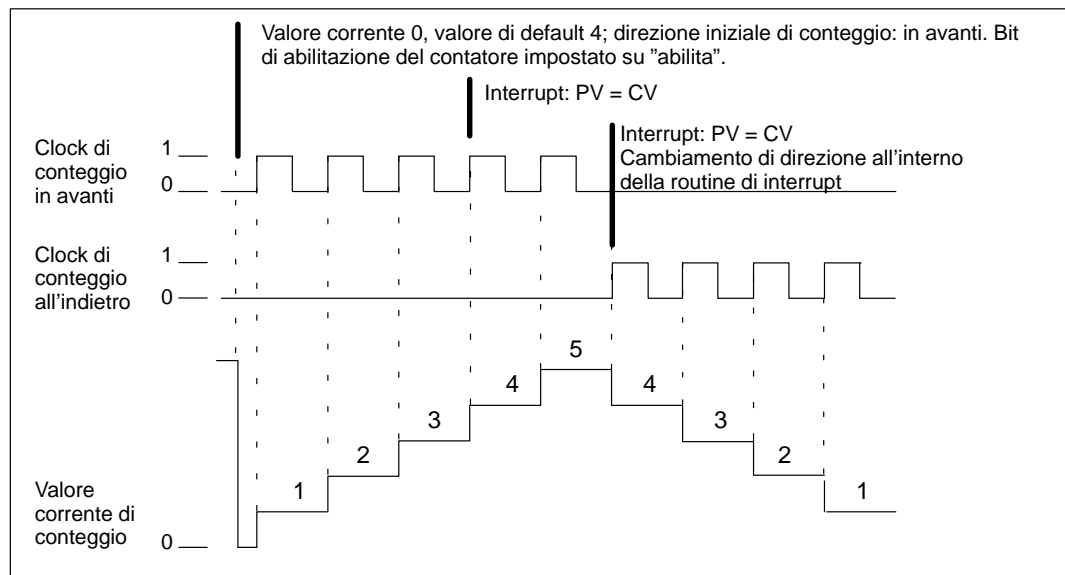 Valore corrente 0, valore di default 4; direzione iniziale di conteggio: in avanti. Bit
di abilitazione del contatore impostato su ”abilita”.
Interrupt: PV = CV
Interrupt: PV = CV
Cambiamento di direzione all’interno
della routine di interrupt
Clock di
conteggio
in avanti
1
0
Clock di
conteggio
all’indietro
1
0
5
4
4
3
3
2
2
1
1
Valore
corrente di
conteggio
0